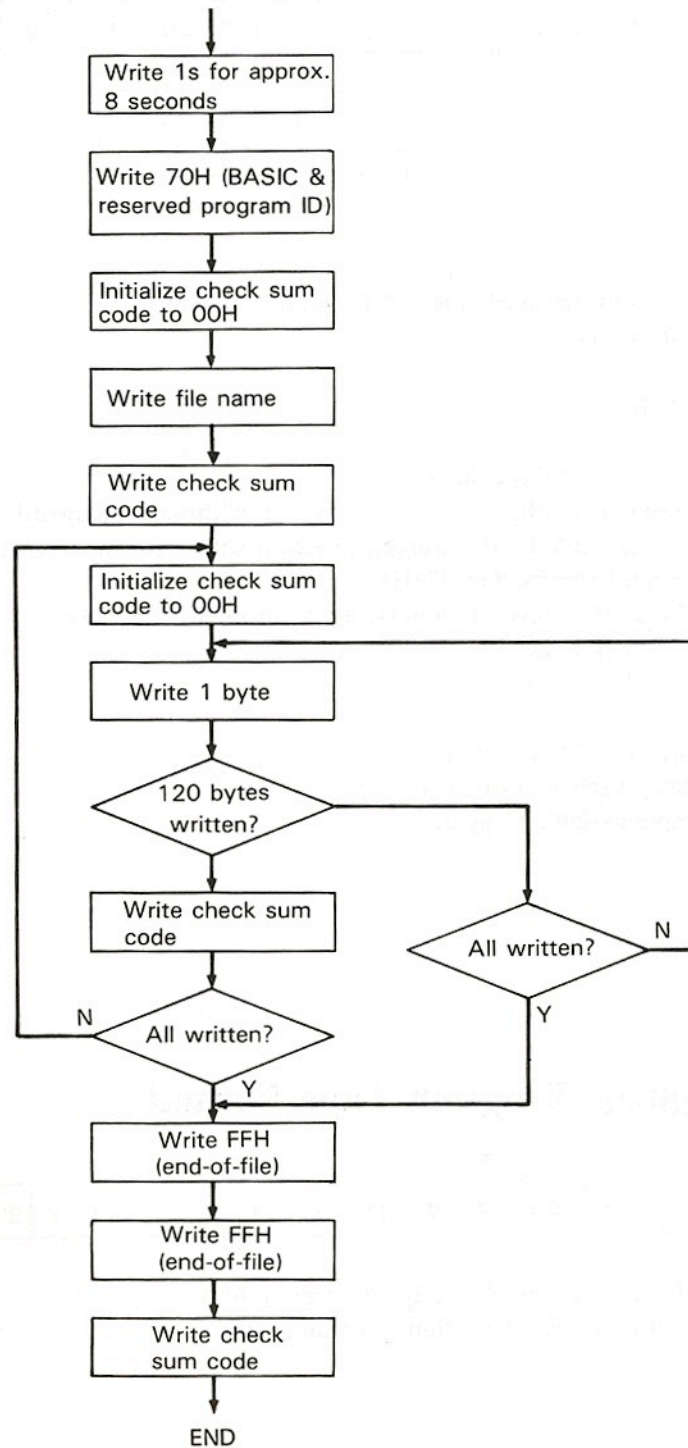 Write 1s for approx.
8 seconds
Write 70H (BASIC &
reserved program ID)
Initialize check sum
code to 00H
Write file name
Write check sum
code
Initialize check sum
code to 00H
Write 1 byte
120 bytes
written?
Write check sum
code
All written?
N
Y
N
All written?
Y
Write FFH
(end-of-file)
Write FFH
(end-of-file)
Write check
sum code
END